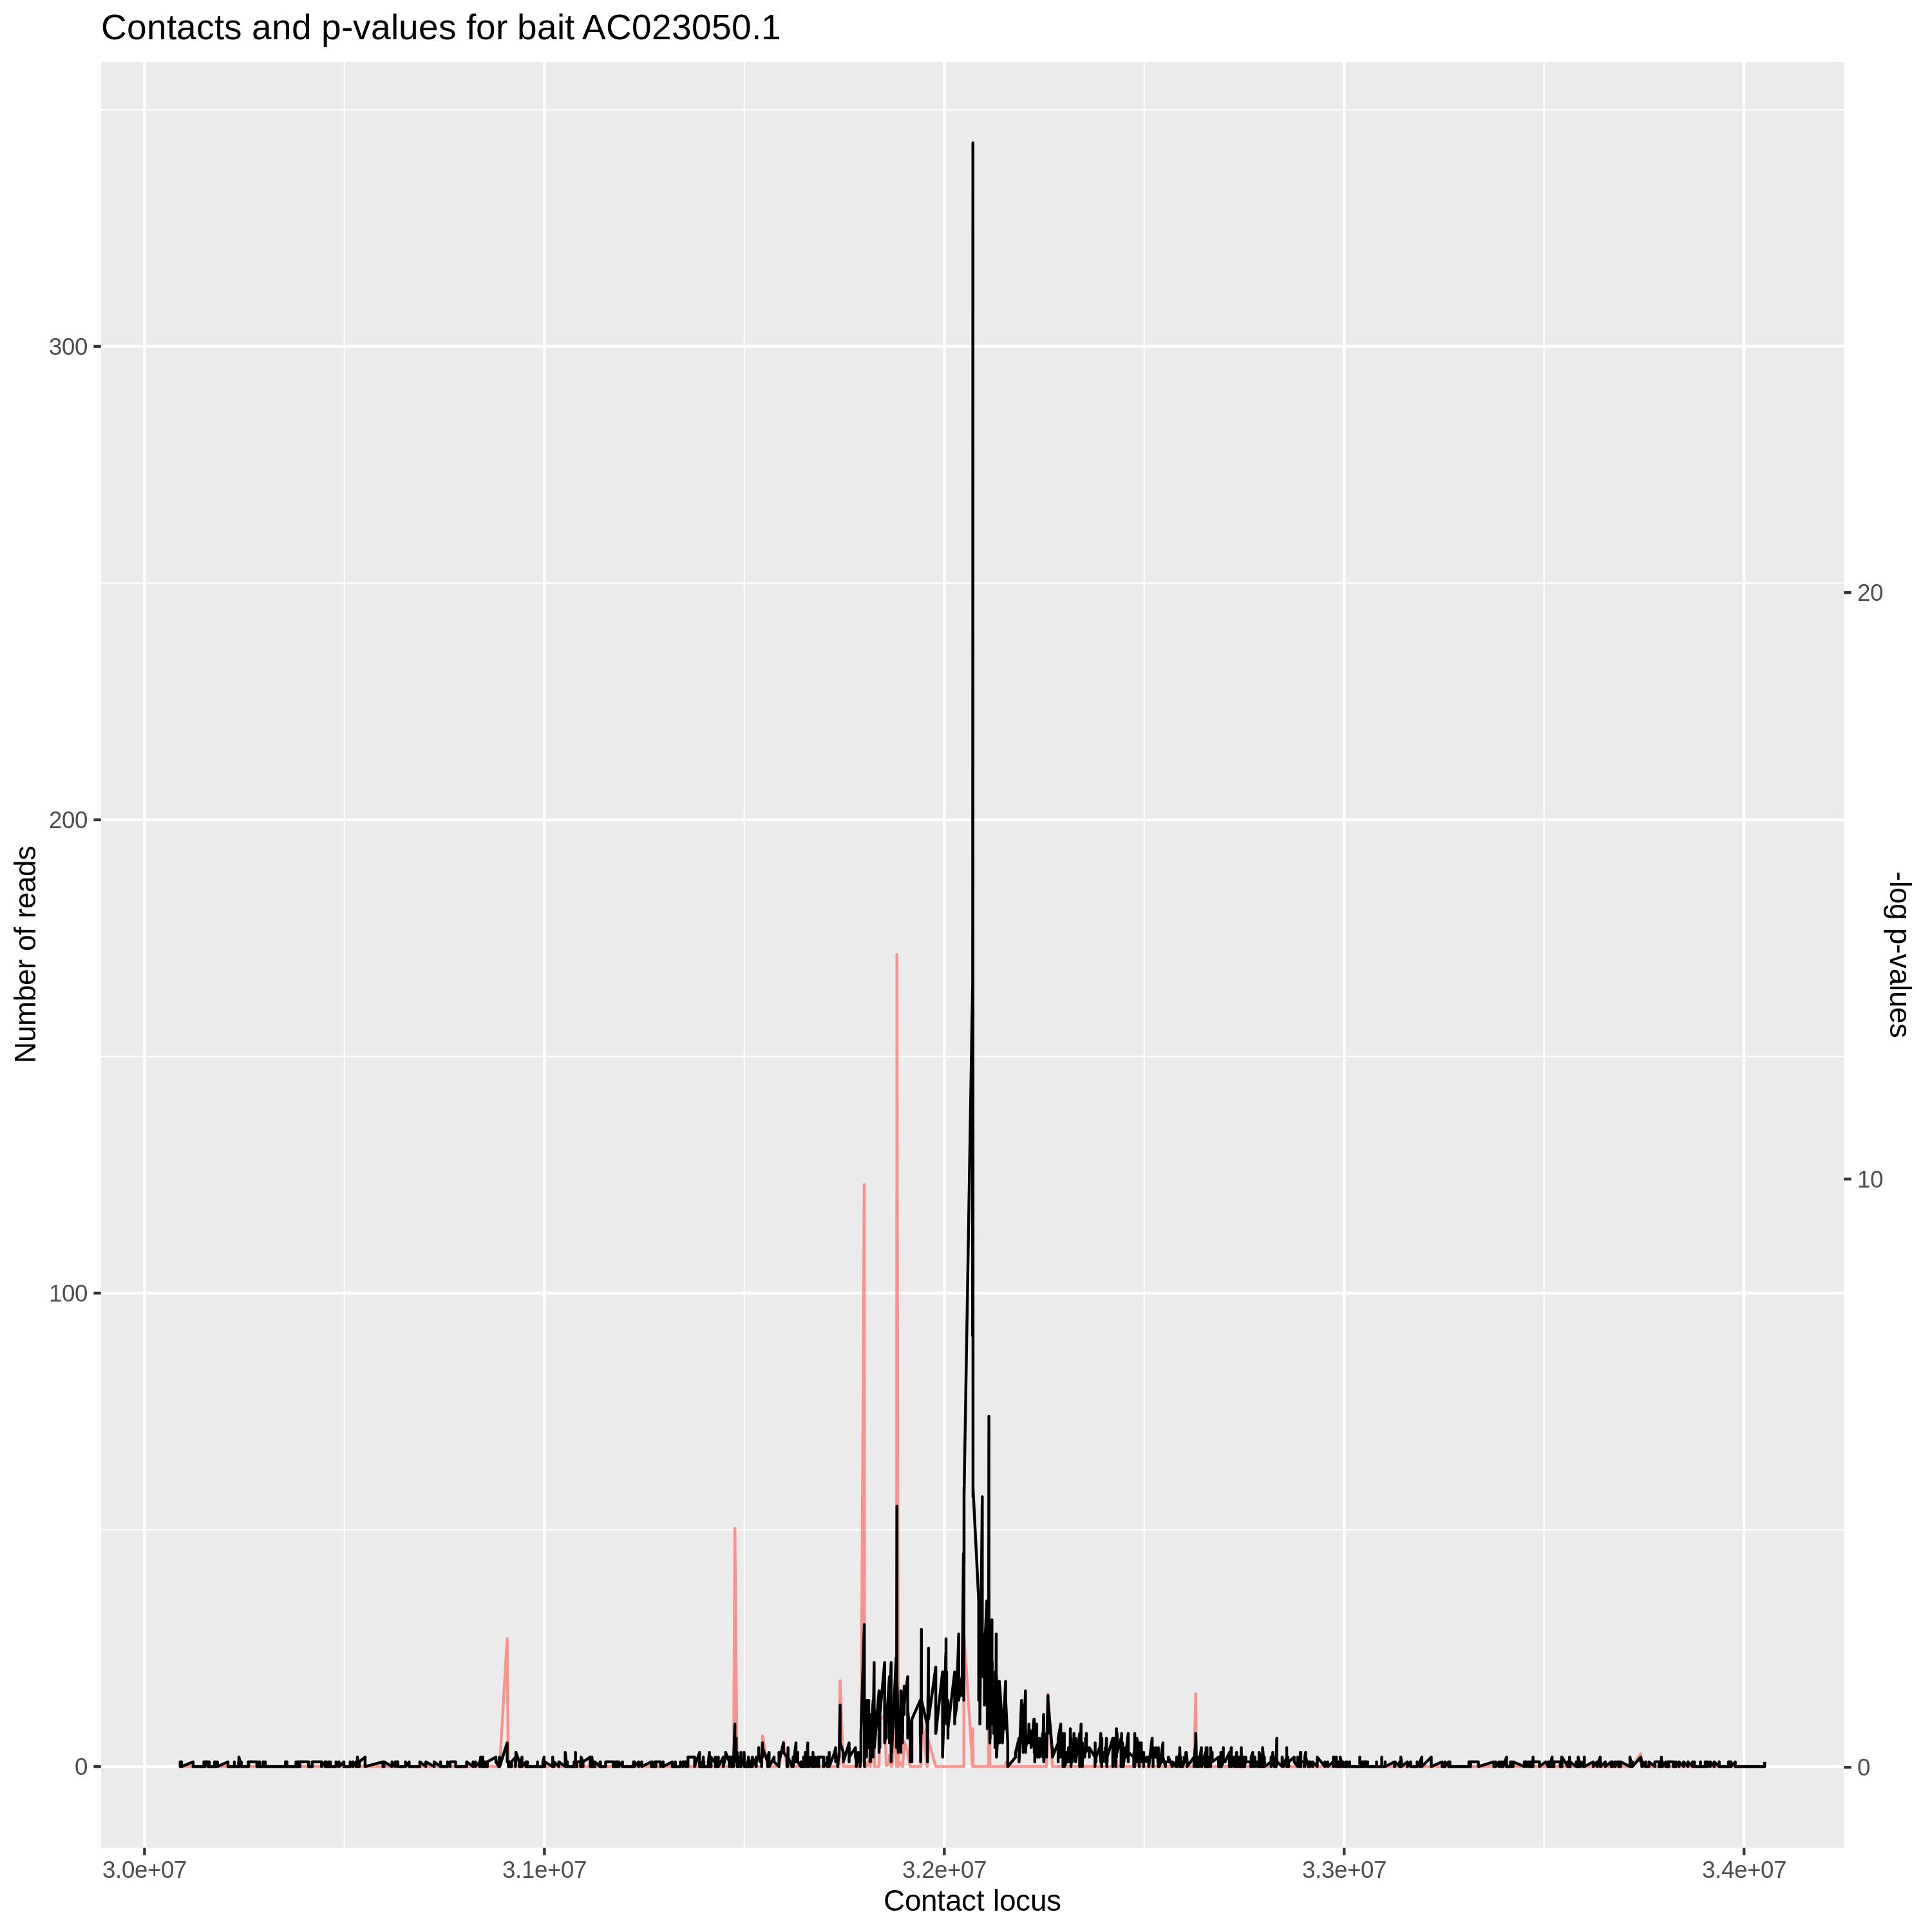 Contacts and p-values for bait AC023050.1
Number of reads
300
200
100
0
20
10
0
-log p-values
3.0e+07 3.1e+07 3.2e+07 3.3e+07 3.4e+07
Contact locus